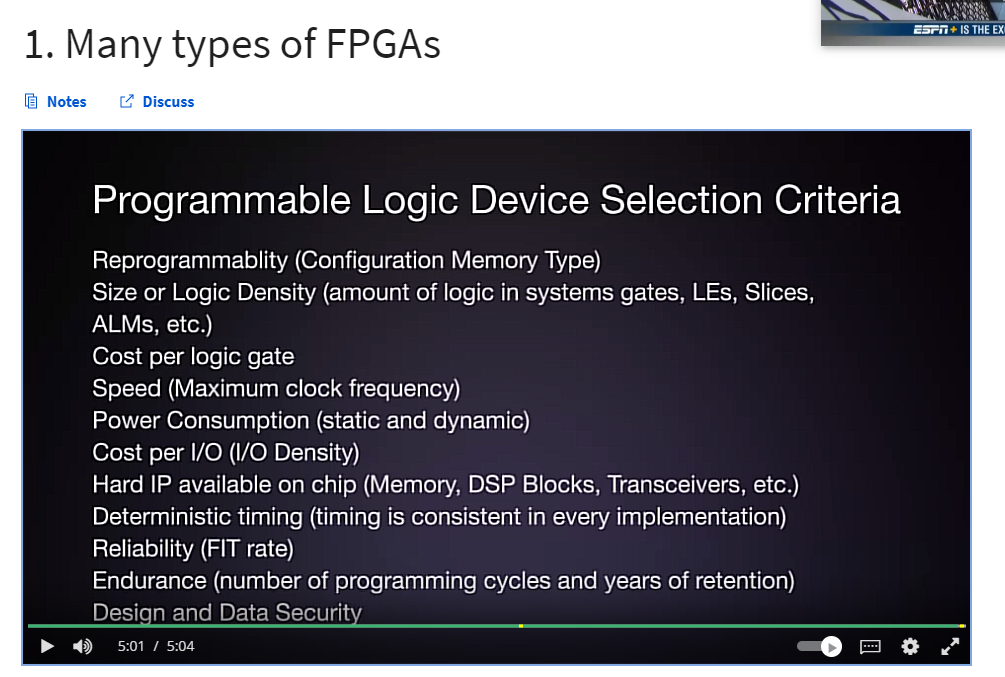 1. Many types of FPGAs
ESPN+ IS THE EX
Notes
Discuss
Programmable Logic Device Selection Criteria
Reprogrammablity (Configuration Memory Type)
Size or Logic Density (amount of logic in systems gates, LEs, Slices,
ALMs, etc.)
Cost per logic gate
Speed (Maximum clock frequency)
Power Consumption (static and dynamic)
Cost per I/O (I/O Density)
Hard IP available on chip (Memory, DSP Blocks, Transceivers, etc.)
Deterministic timing (timing is consistent in every implementation)
Reliability (FIT rate)
Endurance (number of programming cycles and years of retention)
Design and Data Security
5:01 / 5:04